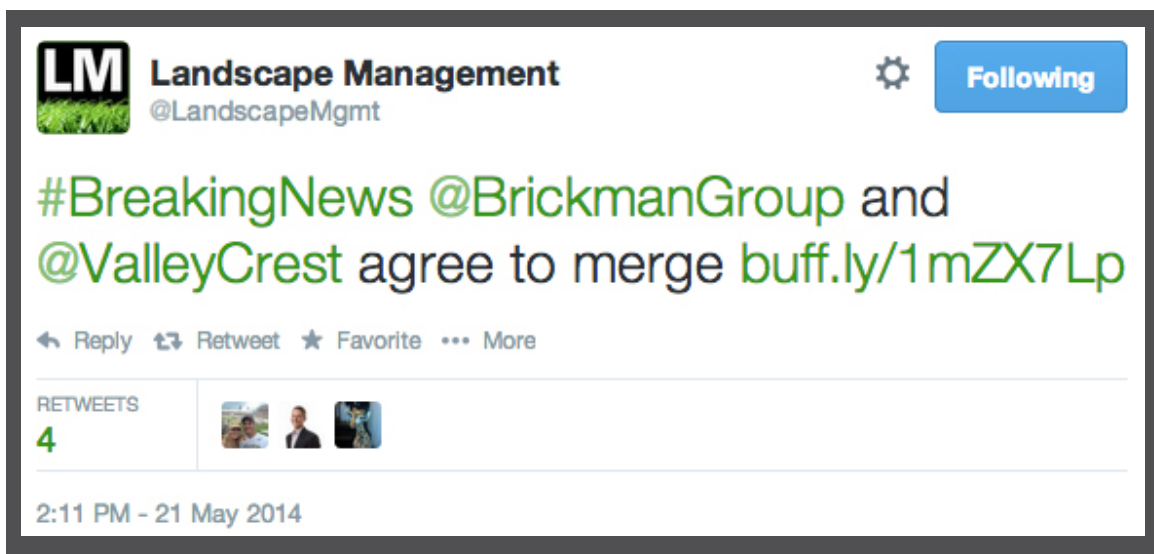 LM
Landscape Management
@LandscapeMgmt
Following
#BreakingNews @BrickmanGroup and
@ValleyCrest agree to merge buff.ly/1mZX7Lp
Reply Retweet Favorite ••• More
RETWEETS
4
2:11 PM - 21 May 2014